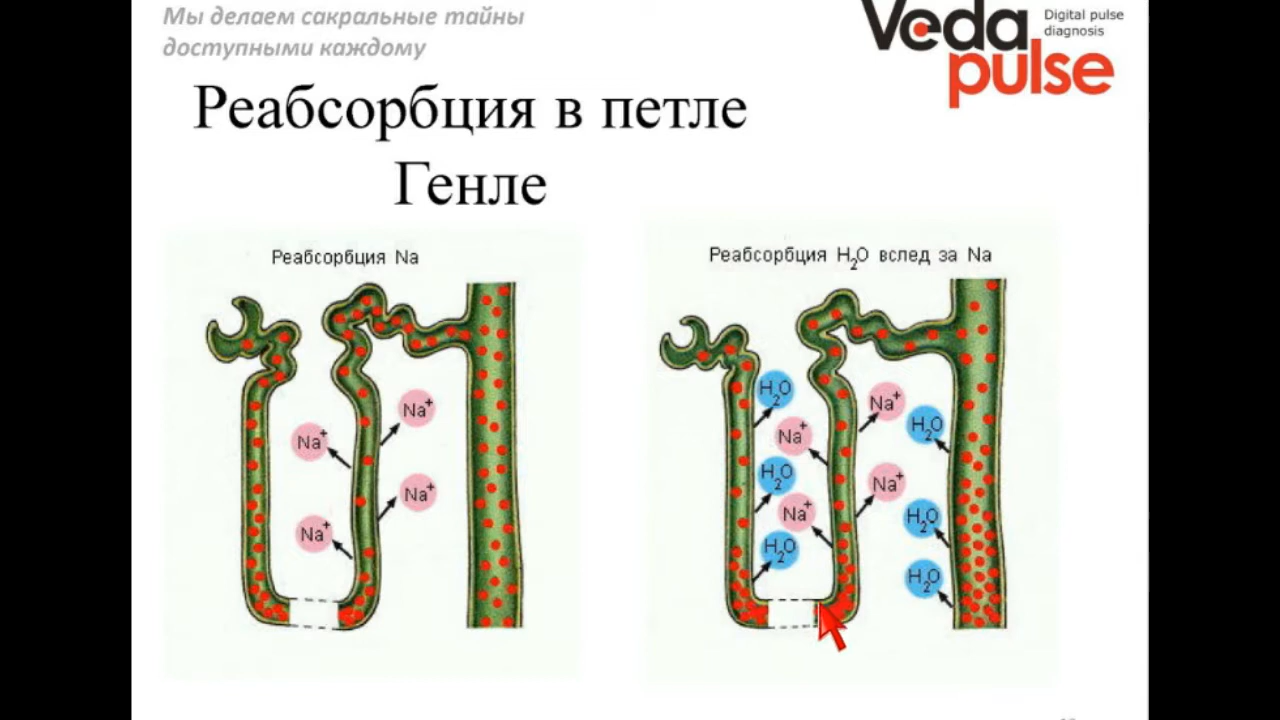 Мы делаем сакральные тайны
доступными каждому
Veda
pulse
Digital pulse
diagnosis
Реабсорбция в петле
Генле
Реабсорбция Na
Na⁺
Na⁺
Na⁺
Na⁺
Реабсорбция H₂O вслед за Na
H₂O
Na⁺
H₂O
Na⁺
H₂O
Na⁺
Na⁺
H₂O
H₂O
H₂O